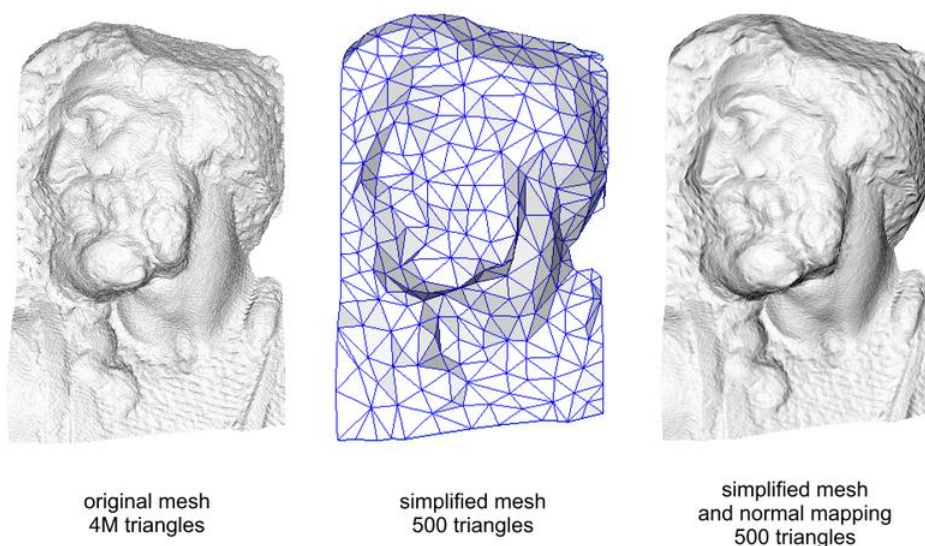 original mesh
4M triangles
simplified mesh
500 triangles
simplified mesh
and normal mapping
500 triangles